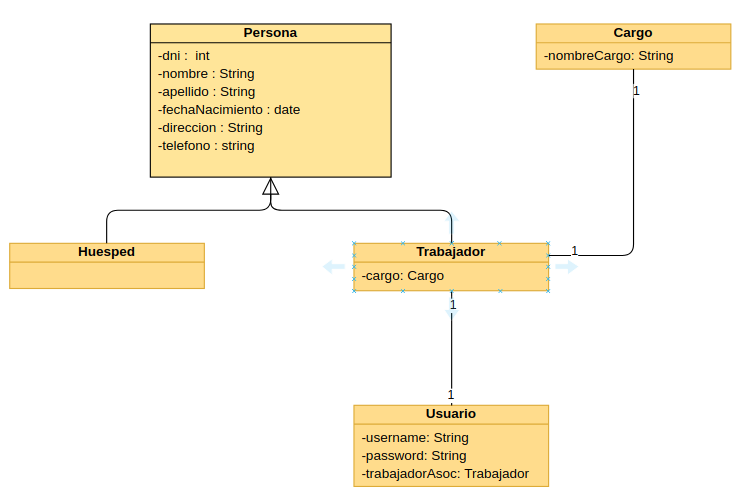 Persona
-dni :  int
-nombre : String
-apellido : String
-fechaNacimiento : date
-direccion : String
-telefono : string
Cargo
-nombreCargo: String
1
1
Huesped
Trabajador
-cargo: Cargo
1
1
Usuario
-username: String
-password: String
-trabajadorAsoc: Trabajador